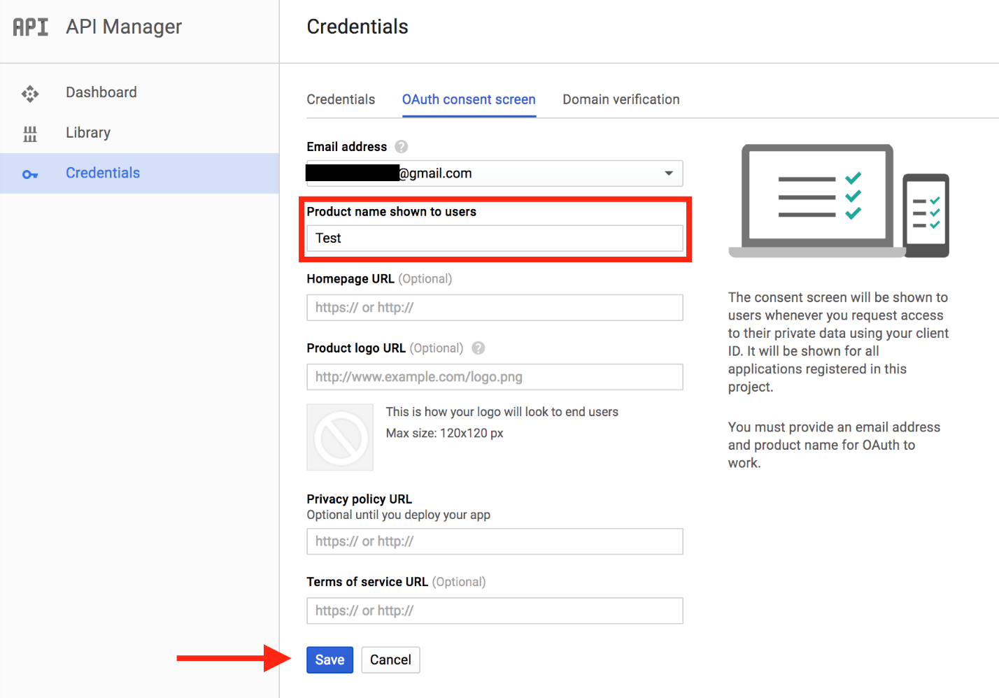 API API Manager
Credentials
Dashboard
Library
Credentials
Credentials OAuth consent screen Domain verification
Email address ?
@gmail.com
Product name shown to users
Test
Homepage URL (Optional)
https:// or http://
Product logo URL (Optional) ?
http://www.example.com/logo.png
This is how your logo will look to end users
Max size: 120x120 px
Privacy policy URL
Optional until you deploy your app
https:// or http://
Terms of service URL (Optional)
https:// or http://
Save Cancel
The consent screen will be shown to
users whenever you request access
to their private data using your client
ID. It will be shown for all
applications registered in this
project.
You must provide an email address
and product name for OAuth to
work.